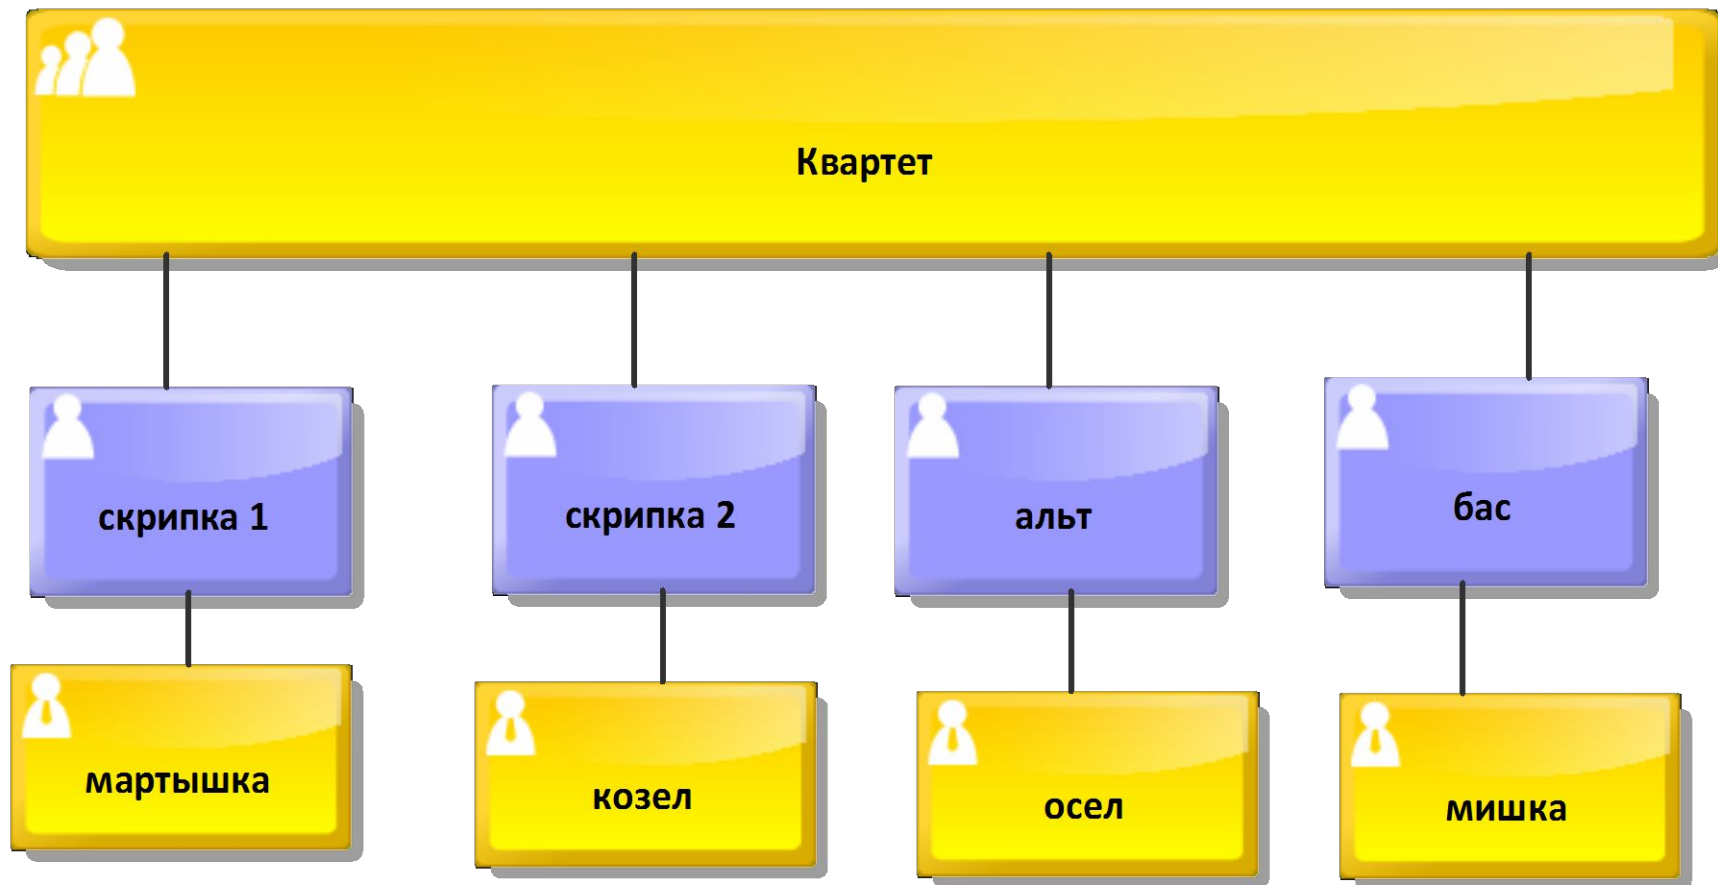 Квартет
скрипка 1
скрипка 2
альт
бас
мартышка
козел
осел
мишка